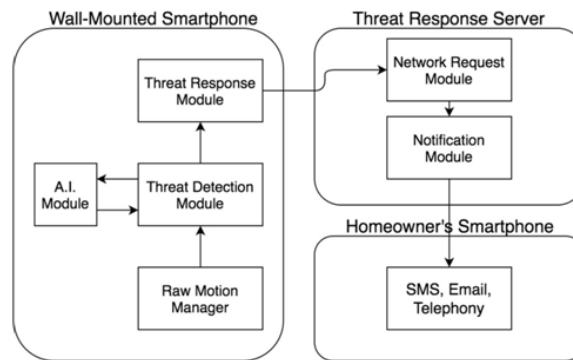 Wall-Mounted Smartphone
Threat Response
Module
A.I.
Module
Threat Detection
Module
Raw Motion
Manager
Threat Response Server
Network Request
Module
Notification
Module
Homeowner's Smartphone
SMS, Email,
Telephony